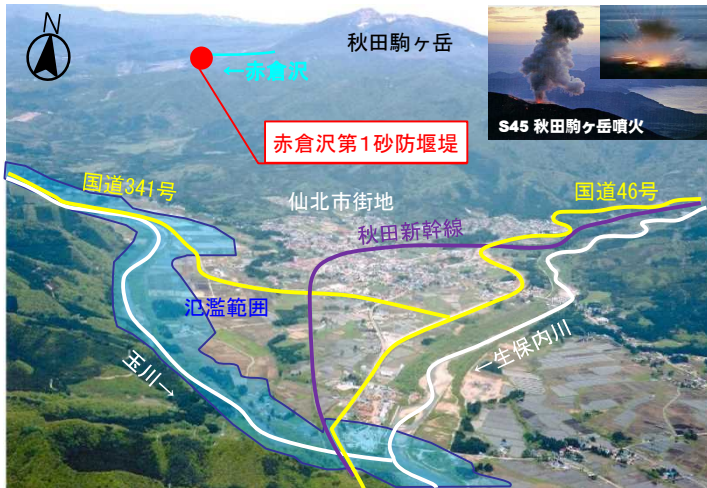 N
秋田駒ヶ岳
←赤倉沢
S45 秋田駒ヶ岳噴火
赤倉沢第1砂防堰堤
国道341号
仙北市街地
国道46号
秋田新幹線
氾濫範囲
玉川→
←生保内川